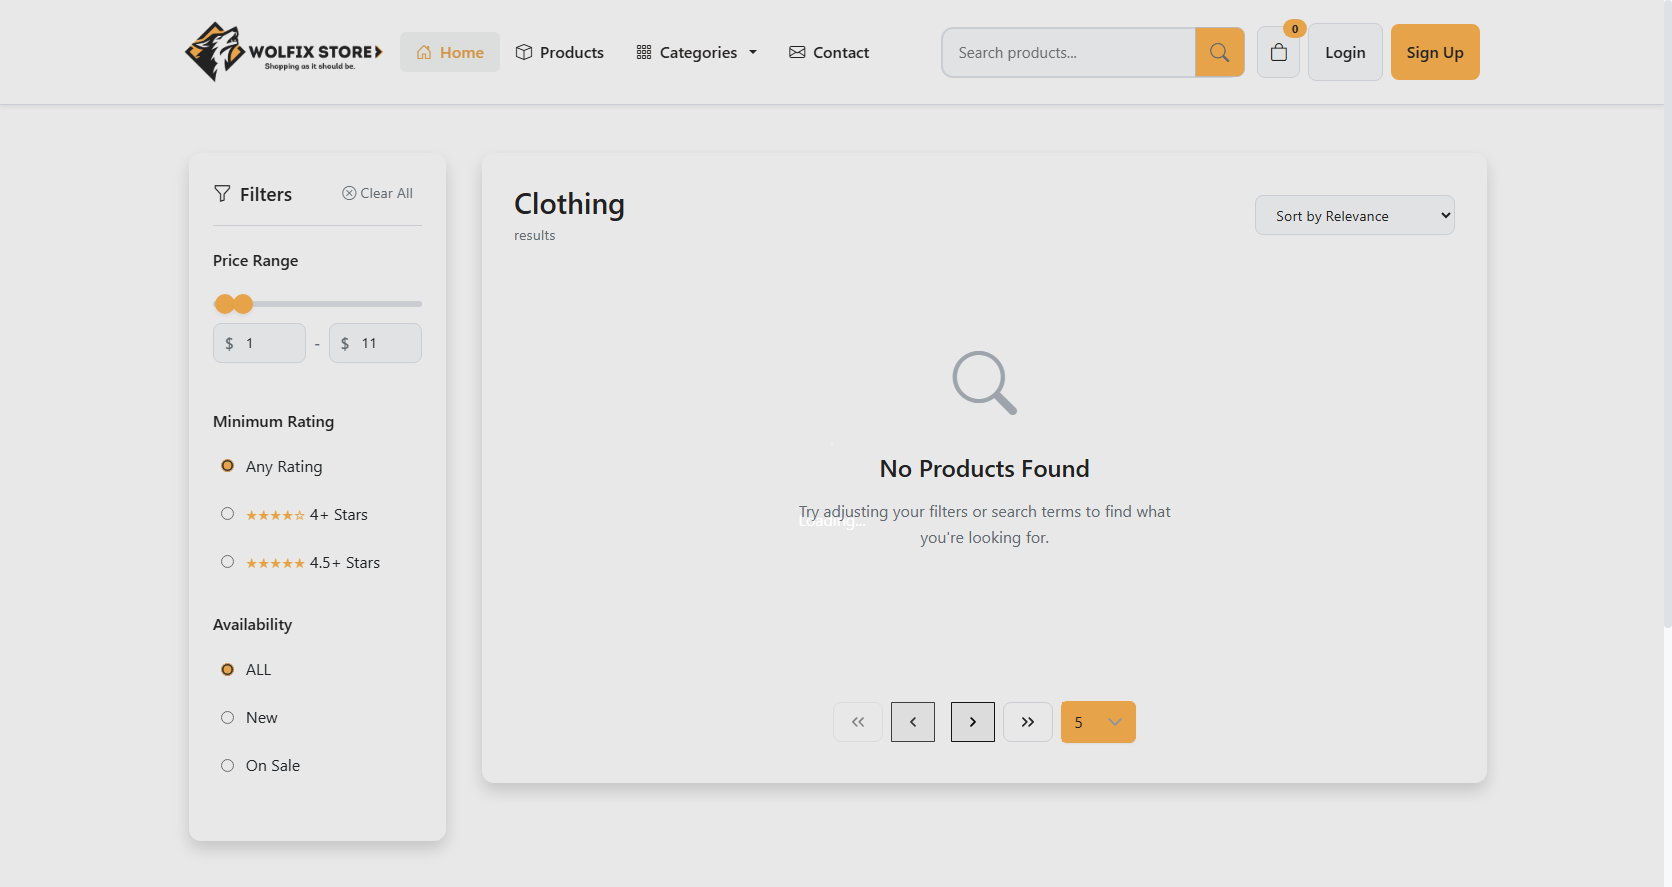 WOLFIX STORE
Shopping as it should be.
Home
Products
Categories
Contact
Search products...
0
Login
Sign Up
Filters
Clear All
Price Range
$ 1 - $ 11
Minimum Rating
Any Rating
★★★★☆ 4+ Stars
★★★★★ 4.5+ Stars
Availability
ALL
New
On Sale
Clothing
results
Sort by Relevance
No Products Found
Try adjusting your filters or search terms to find what
you're looking for.
Loading...
5